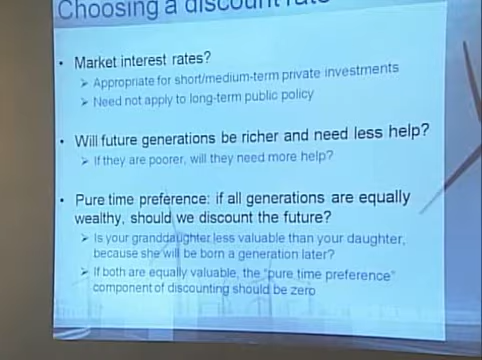 Choosing a discount rate
• Market interest rates?
➢ Appropriate for short/medium-term private investments
➢ Need not apply to long-term public policy
• Will future generations be richer and need less help?
➢ If they are poorer, will they need more help?
• Pure time preference: if all generations are equally
wealthy, should we discount the future?
➢ Is your granddaughter less valuable than your daughter,
because she will be born a generation later?
➢ If both are equally valuable, the "pure time preference"
component of discounting should be zero